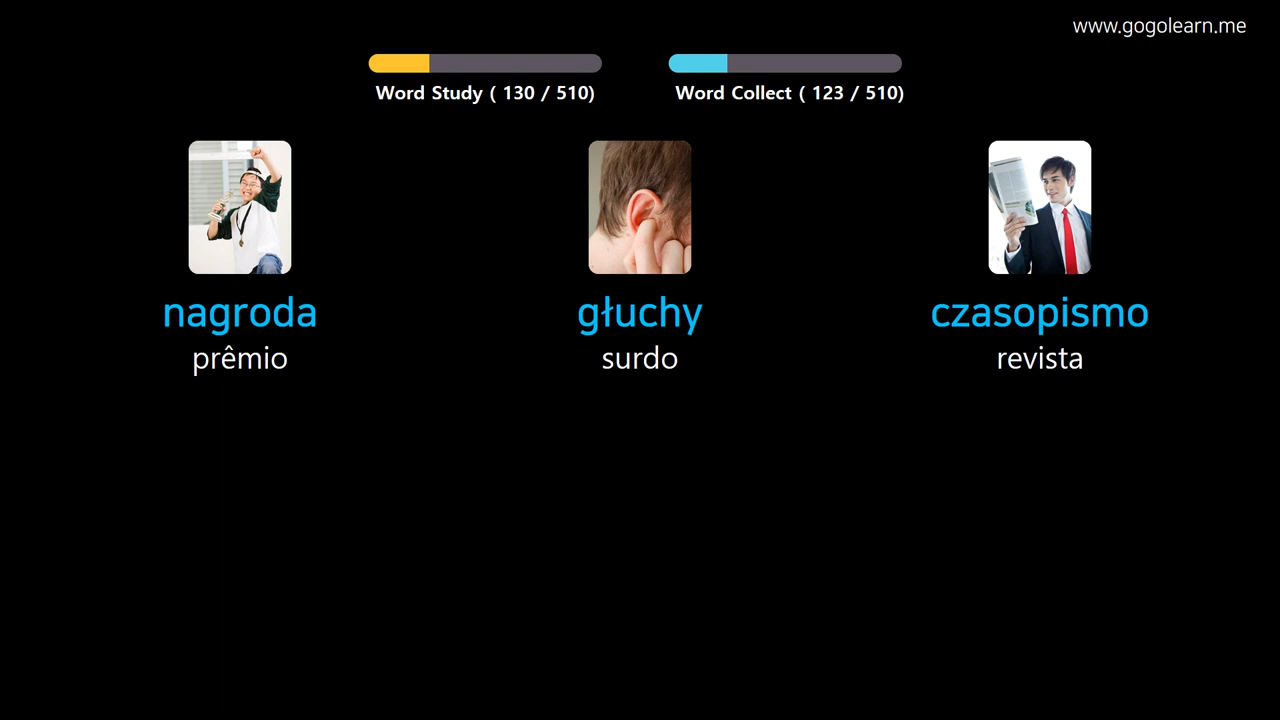 www.gogolearn.me
Word Study ( 130 / 510)
Word Collect ( 123 / 510)
nagroda
prêmio
głuchy
surdo
czasopismo
revista